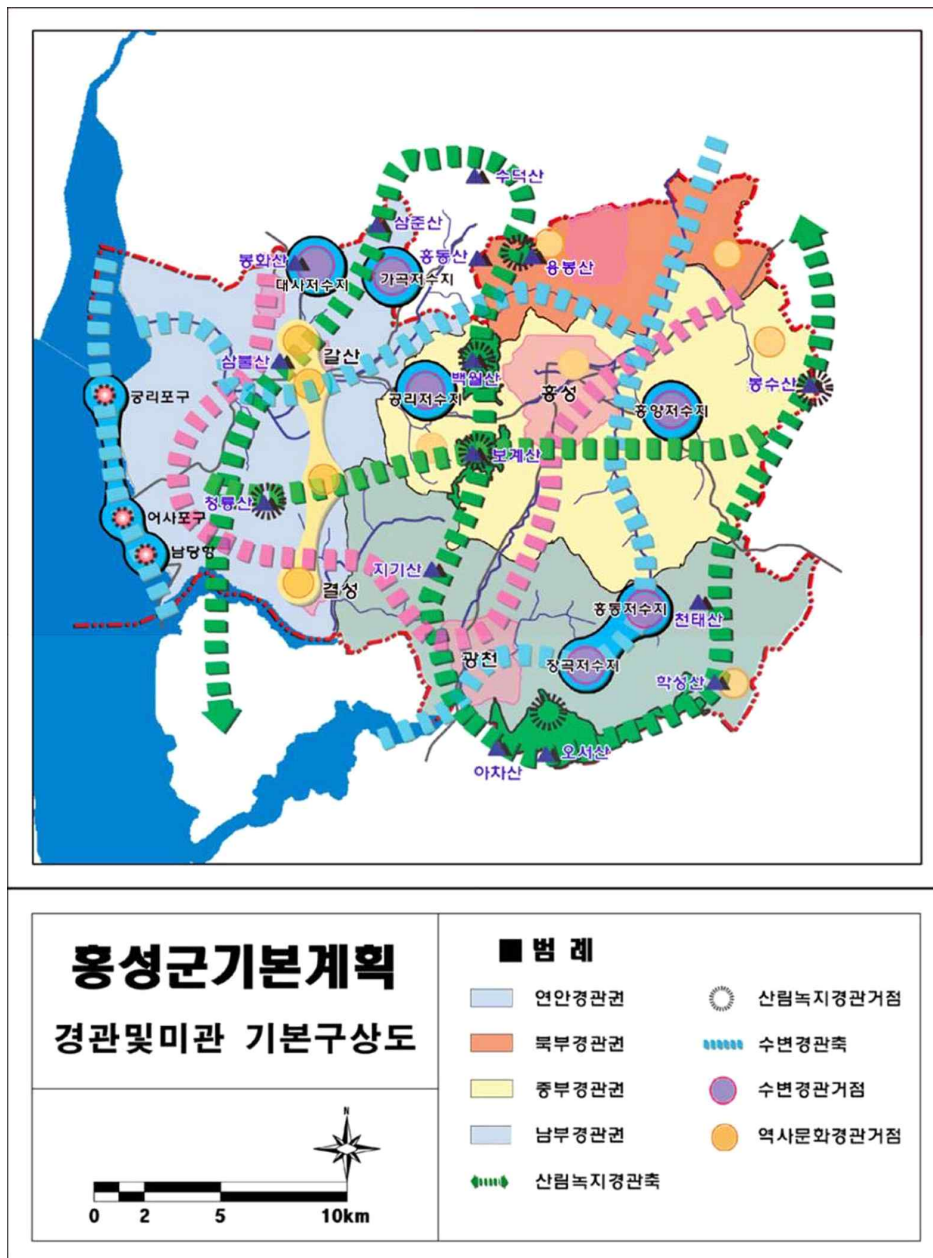 수덕산
삼준산
봉화산
대사저수지
가곡저수지
홍동산
용봉산
삼불산
갈산
백월산
공리저수지
홍성
홍양저수지
봉수산
궁리포구
보계산
청룡산
어사포구
남당항
지기산
결성
홍동저수지
천태산
광천
장곡저수지
학성산
아차산
오서산
홍성군기본계획
경관및미관 기본구상도
N
0 2 5 10km
■ 범 례
연안경관권
산림녹지경관거점
북부경관권
수변경관축
중부경관권
수변경관거점
남부경관권
역사문화경관거점
산림녹지경관축